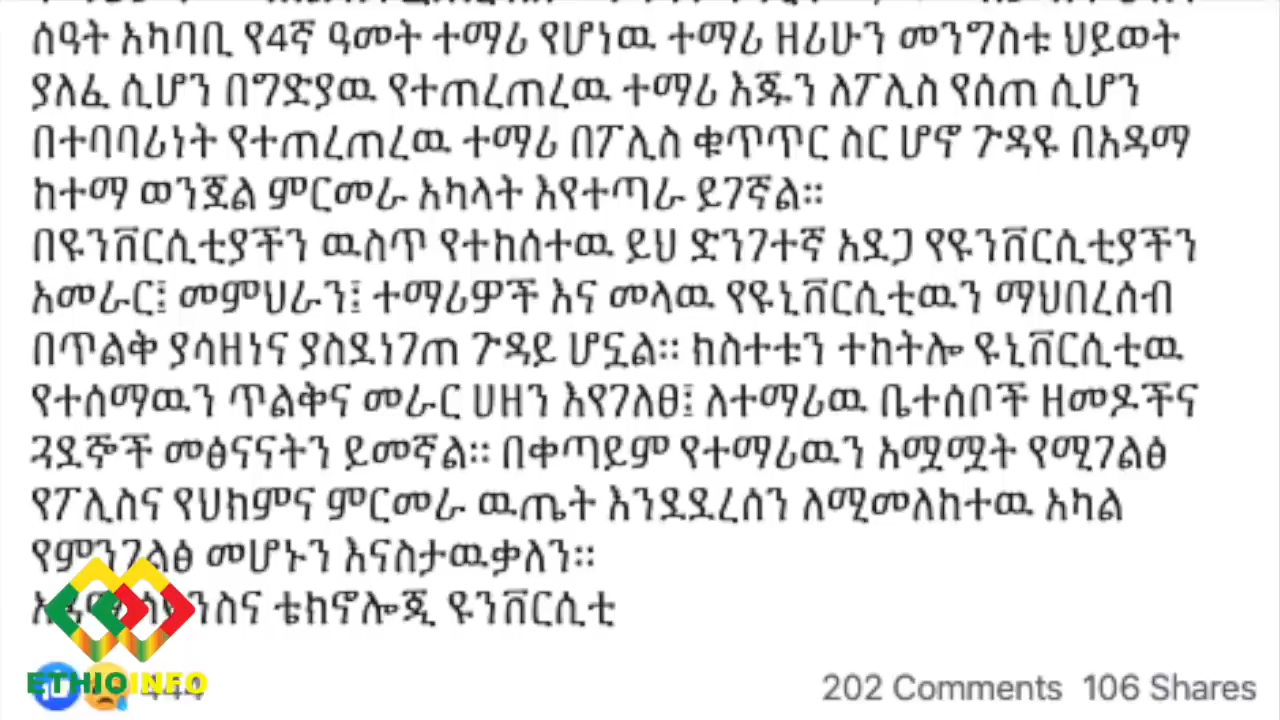 ሰዓት አካባቢ የ4ኛ ዓመት ተማሪ የሆነዉ ተማሪ ዘሪሁን መንግስቱ ህይወት
ያለፈ ሲሆን በግድያዉ የተጠረጠረዉ ተማሪ እጁን ለፖሊስ የሰጠ ሲሆን
በተባባሪነት የተጠረጠረዉ ተማሪ በፖሊስ ቁጥጥር ስር ሆኖ ጉዳዩ በአዳማ
ከተማ ወንጀል ምርመራ አካላት እየተጣራ ይገኛል።
በዩንቨርሲቲያችን ዉስጥ የተከሰተዉ ይህ ድንገተኛ አደጋ የዩንቨርሲቲያችን
አመራር፤ መምህራን፤ ተማሪዎች እና መላዉ የዩኒቨርሲቲዉን ማህበረሰብ
በጥልቅ ያሳዘነና ያስደነገጠ ጉዳይ ሆኗል። ክስተቱን ተከትሎ ዩኒቨርሲቲዉ
የተሰማዉን ጥልቅና መራር ሀዘን እየገለፀ፤ ለተማሪዉ ቤተሰቦች ዘመዶችና
ጓደኞች መፅናናትን ይመኛል። በቀጣይም የተማሪዉን አሟሟት የሚገልፅ
የፖሊስና የህክምና ምርመራ ዉጤት እንደደረሰን ለሚመለከተዉ አካል
የምንገልፅ መሆኑን እናስታዉቃለን።
አዳማ ሳይንስና ቴክኖሎጂ ዩንቨርሲቲ
ETHIOINFO
444
202 Comments 106 Shares